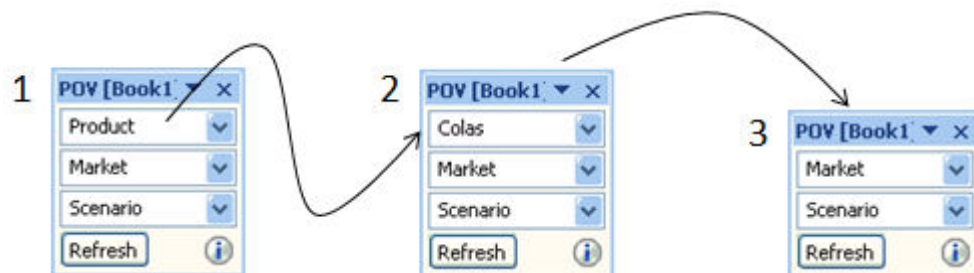 1
POV [Book1]
Product
Market
Scenario
Refresh
2
POV [Book1]
Colas
Market
Scenario
Refresh
3
POV [Book1]
Market
Scenario
Refresh